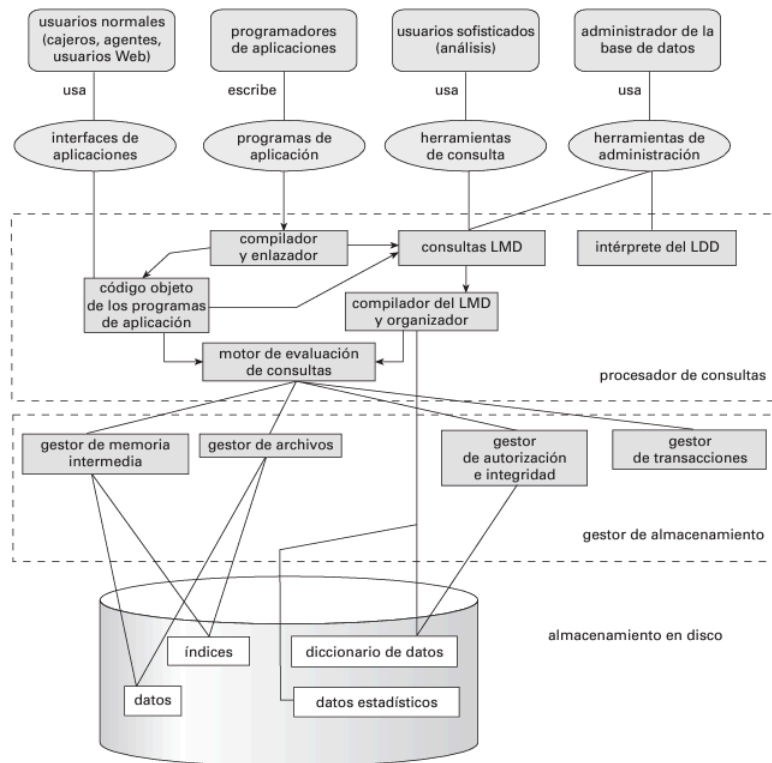 usuarios normales
(cajeros, agentes,
usuarios Web)
programadores
de aplicaciones
usuarios sofisticados
(análisis)
administrador de la
base de datos
usa
escribe
usa
usa
interfaces de
aplicaciones
programas de
aplicación
herramientas
de consulta
herramientas de
administración
compilador
y enlazador
consultas LMD
intérprete del LDD
código objeto
de los programas
de aplicación
compilador del LMD
y organizador
motor de evaluación
de consultas
procesador de consultas
gestor de memoria
intermedia
gestor de archivos
gestor
de autorización
e integridad
gestor
de transacciones
gestor de almacenamiento
almacenamiento en disco
índices
diccionario de datos
datos
datos estadísticos